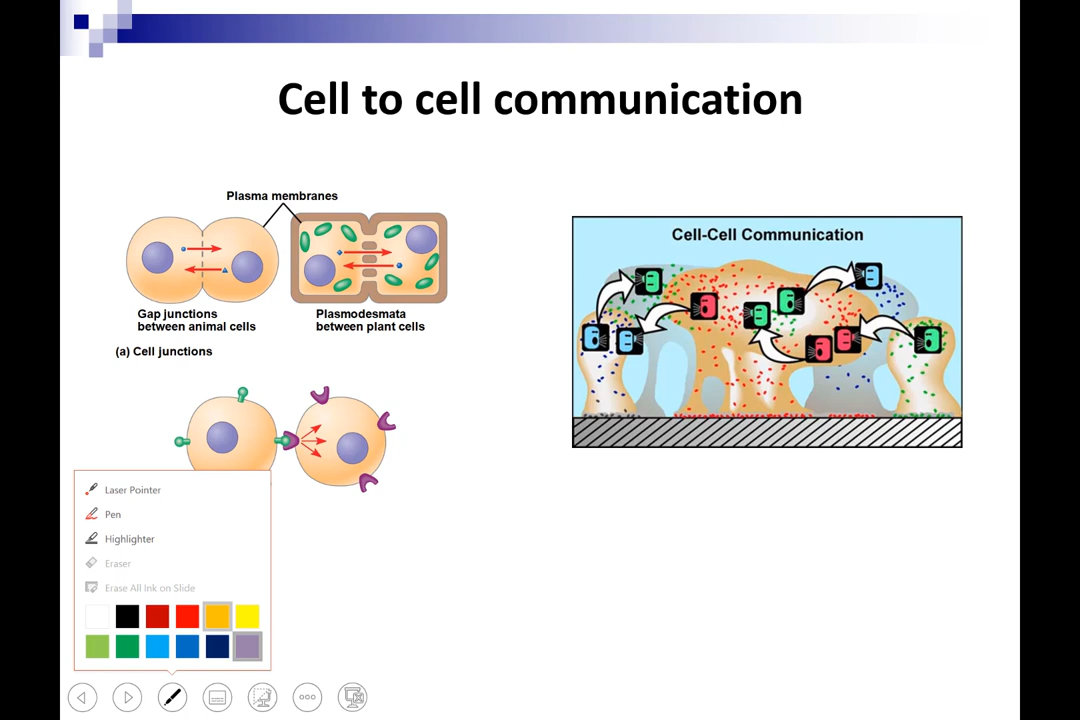 Cell to cell communication
Plasma membranes
Gap junctions
between animal cells
Plasmodesmata
between plant cells
(a) Cell junctions
Cell-Cell Communication
Laser Pointer
Pen
Highlighter
Eraser
Erase All Ink on Slide